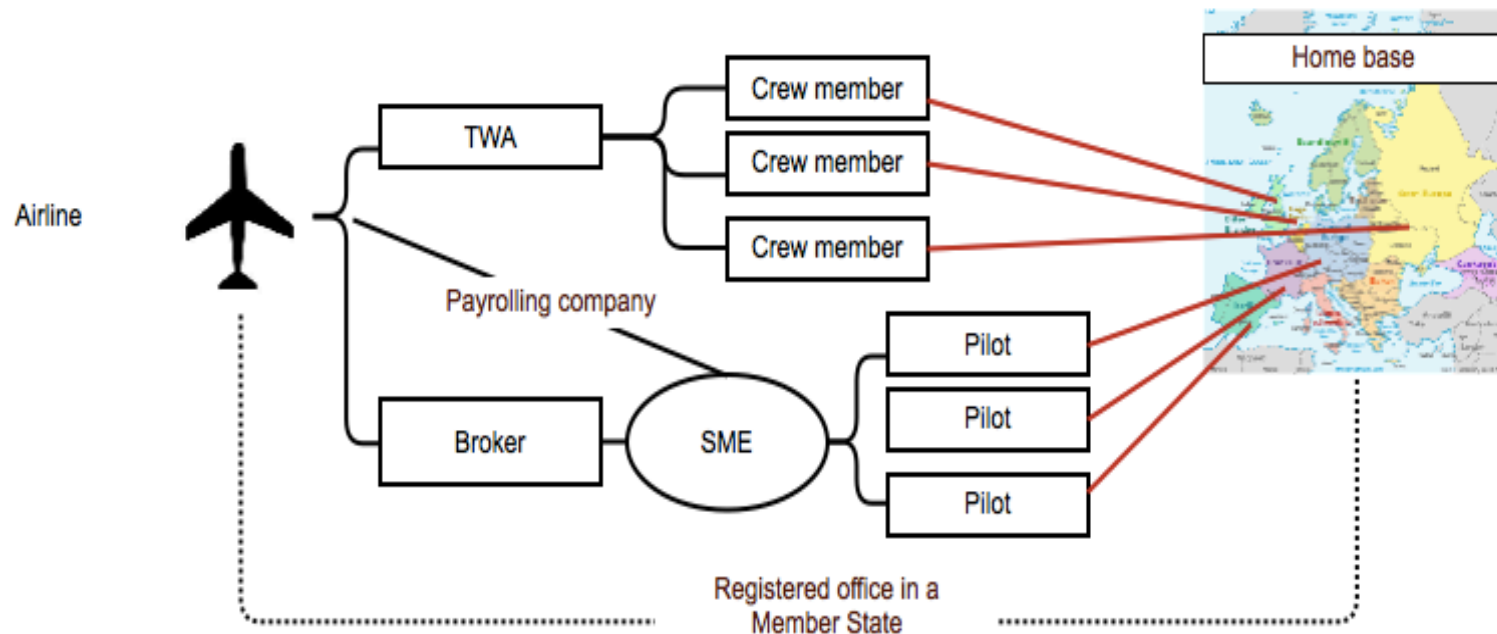 Home base
Crew member
TWA
Crew member
Airline
Crew member
Payrolling company
Pilot
Pilot
Broker
SME
Pilot
Registered office in a
Member State